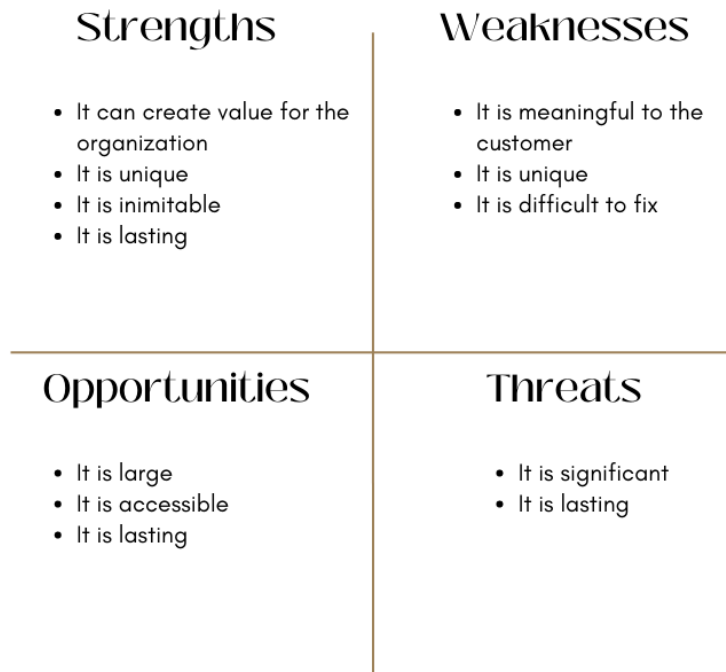 Strengths
• It can create value for the
organization
• It is unique
• It is inimitable
• It is lasting
Weaknesses
• It is meaningful to the
customer
• It is unique
• It is difficult to fix
Opportunities
• It is large
• It is accessible
• It is lasting
Threats
• It is significant
• It is lasting